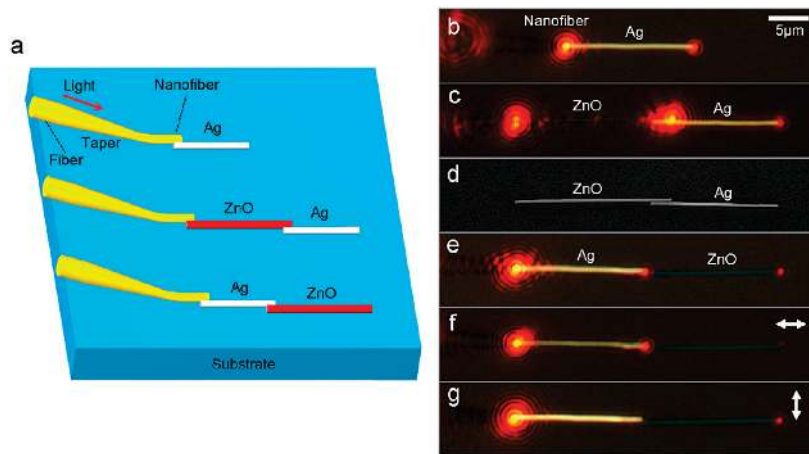 a
Light
Nanofiber
Ag
Taper
Fiber
ZnO
Ag
Ag
ZnO
Substrate
b
Nanofiber
Ag
5μm
c
ZnO
Ag
d
ZnO
Ag
e
Ag
ZnO
f
g